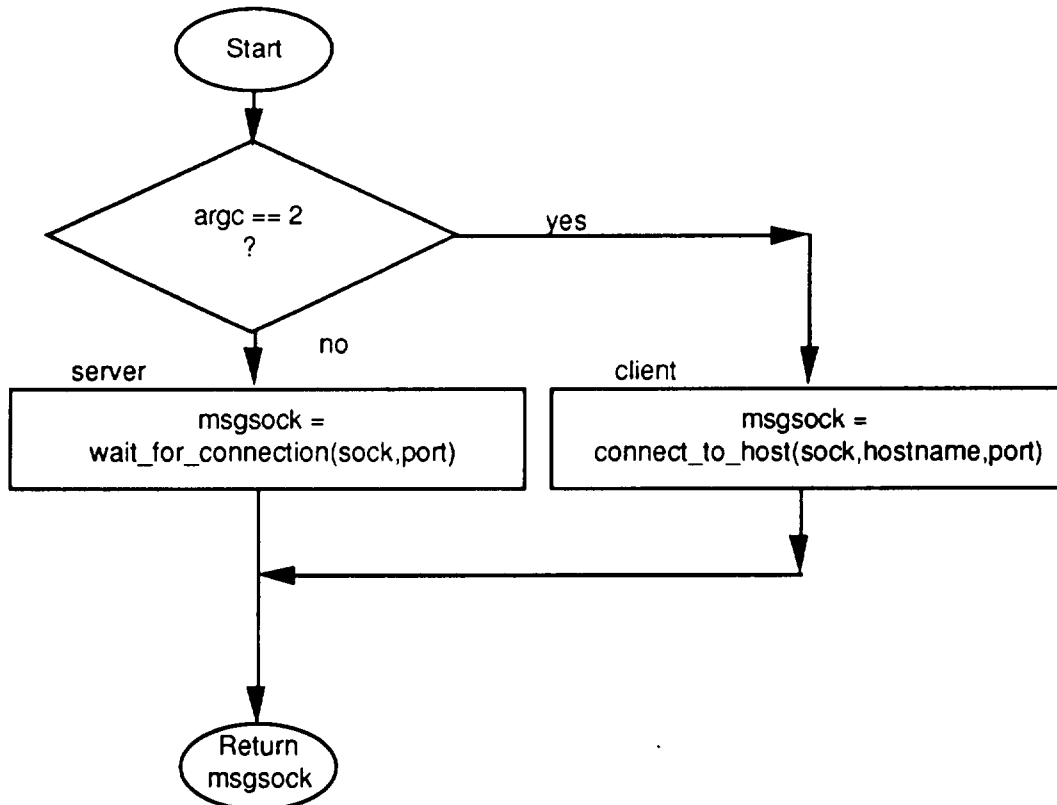 Start
argc == 2
?
yes
no
server
client
msgsock =
wait_for_connection(sock,port)
msgsock =
connect_to_host(sock,hostname,port)
Return
msgsock